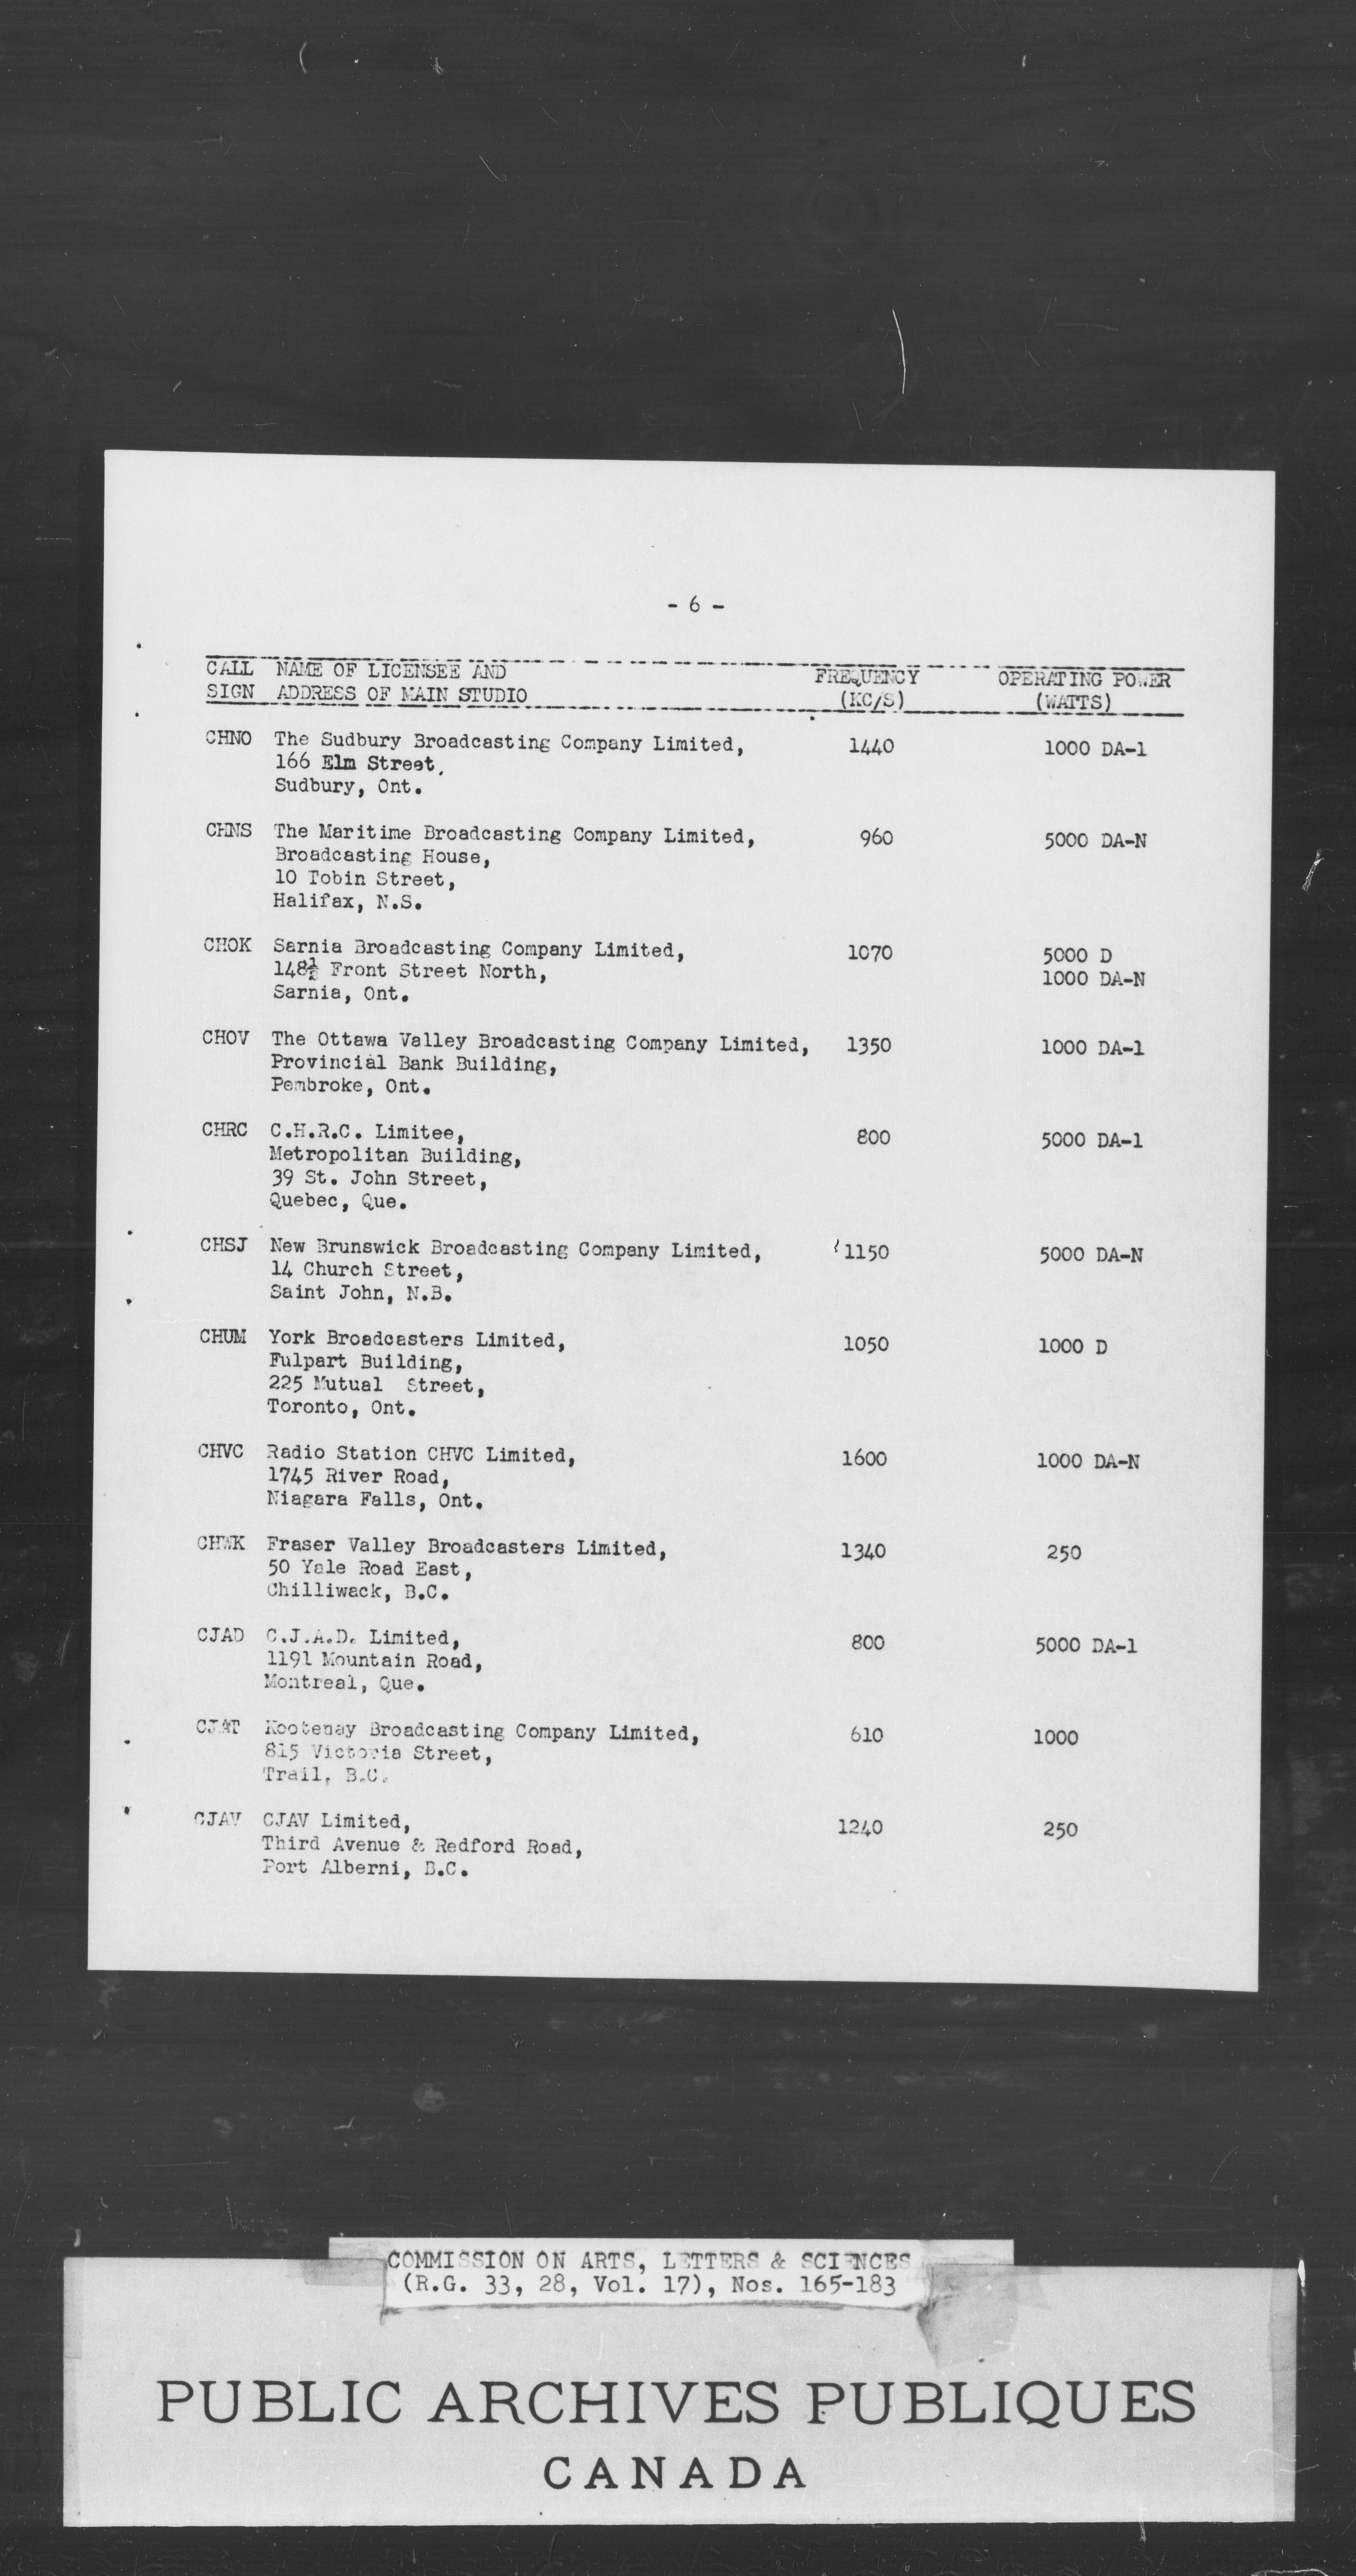 - 6 -
CALL NAME OF LICENSEE AND FREQUENCY OPERATING POWER
SIGN ADDRESS OF MAIN STUDIO (KC/S) (WATTS)
CHNO The Sudbury Broadcasting Company Limited, 1440 1000 DA-1
166 Elm Street,
Sudbury, Ont.
CHNS The Maritime Broadcasting Company Limited, 960 5000 DA-N
Broadcasting House,
10 Tobin Street,
Halifax, N.S.
CHOK Sarnia Broadcasting Company Limited, 1070 5000 D
148½ Front Street North, 1000 DA-N
Sarnia, Ont.
CHOV The Ottawa Valley Broadcasting Company Limited, 1350 1000 DA-1
Provincial Bank Building,
Pembroke, Ont.
CHRC C.H.R.C. Limitee, 800 5000 DA-1
Metropolitan Building,
39 St. John Street,
Quebec, Que.
CHSJ New Brunswick Broadcasting Company Limited, 1150 5000 DA-N
14 Church Street,
Saint John, N.B.
CHUM York Broadcasters Limited, 1050 1000 D
Fulpart Building,
225 Mutual Street,
Toronto, Ont.
CHVC Radio Station CHVC Limited, 1600 1000 DA-N
1745 River Road,
Niagara Falls, Ont.
CHWK Fraser Valley Broadcasters Limited, 1340 250
50 Yale Road East,
Chilliwack, B.C.
CJAD C.J.A.D. Limited, 800 5000 DA-1
1191 Mountain Road,
Montreal, Que.
CJAT Kootenay Broadcasting Company Limited, 610 1000
815 Victoria Street,
Trail, B.C.
CJAV CJAV Limited, 1240 250
Third Avenue & Redford Road,
Port Alberni, B.C.
COMMISSION ON ARTS, LETTERS & SCIENCES
(R.G. 33, 28, Vol. 17), Nos. 165-183
PUBLIC ARCHIVES PUBLIQUES
CANADA